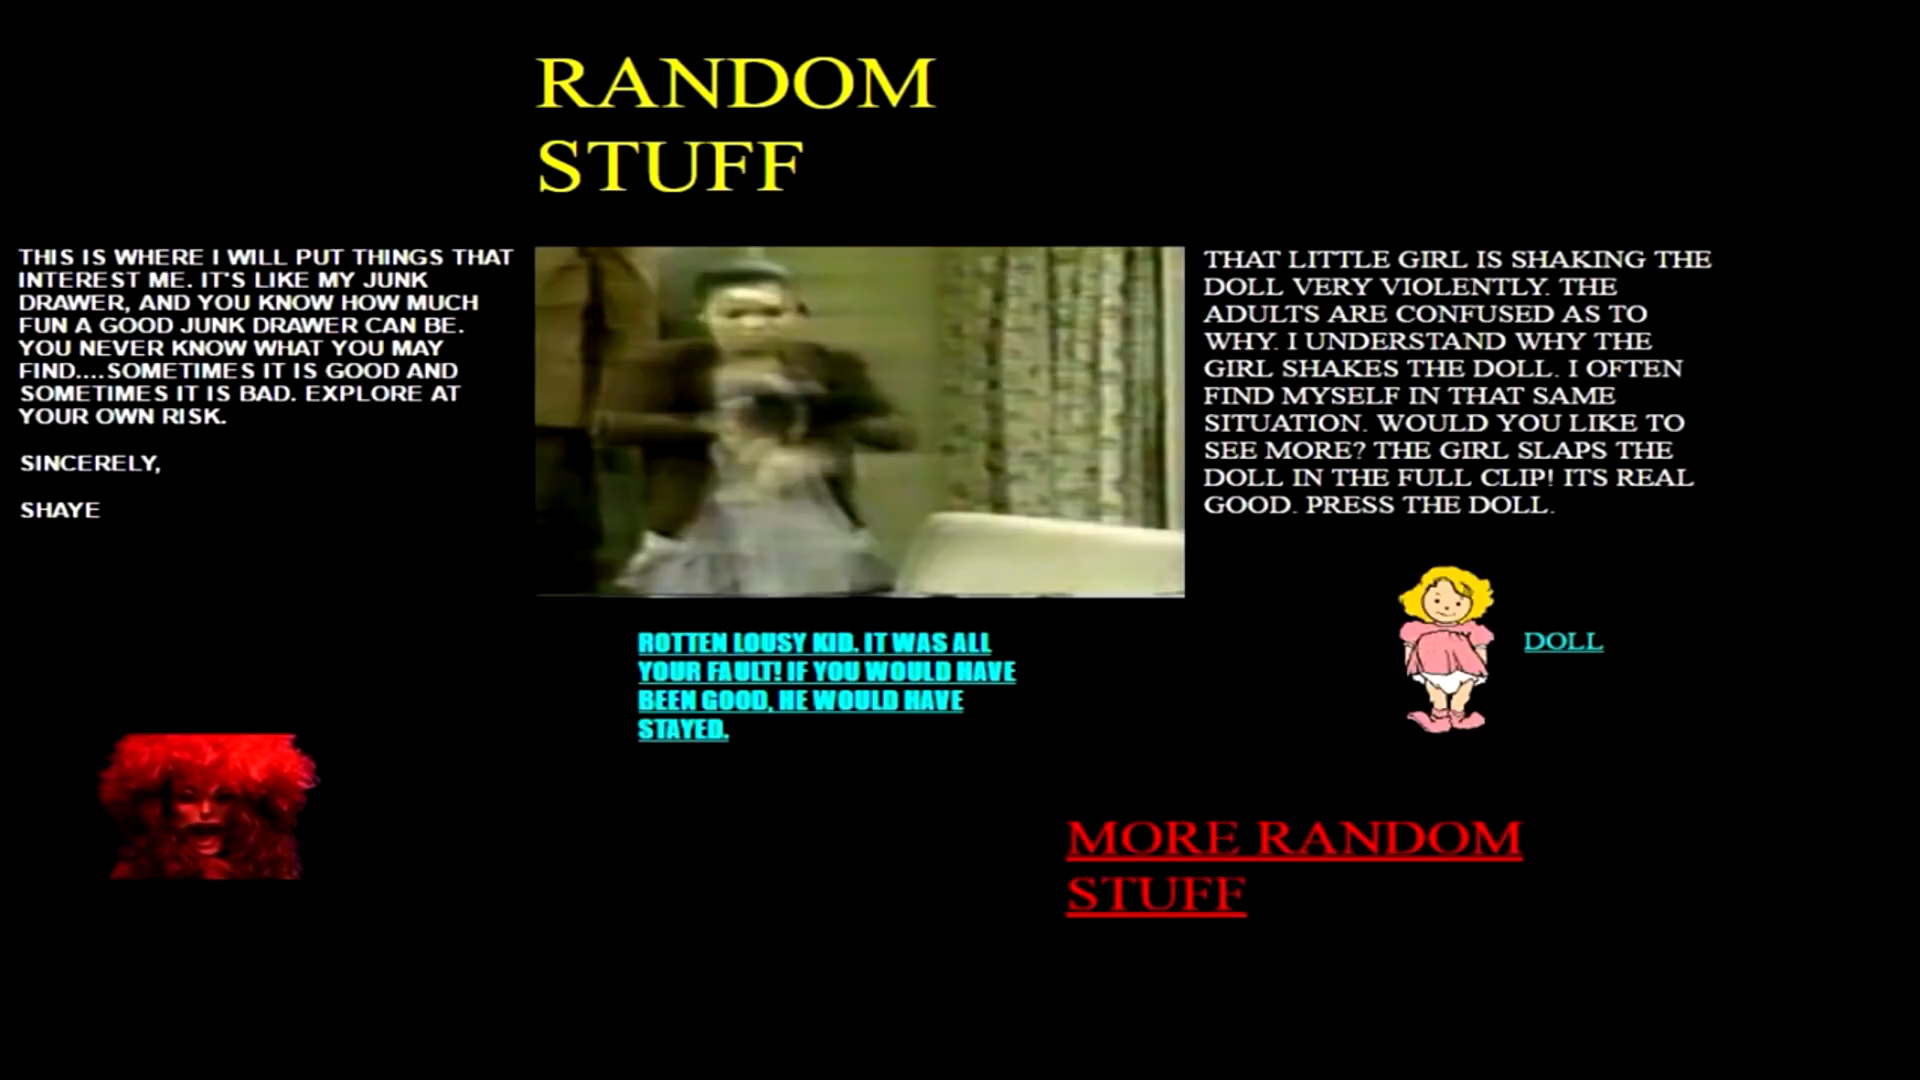 RANDOM
STUFF
THIS IS WHERE I WILL PUT THINGS THAT
INTEREST ME. IT'S LIKE MY JUNK
DRAWER, AND YOU KNOW HOW MUCH
FUN A GOOD JUNK DRAWER CAN BE.
YOU NEVER KNOW WHAT YOU MAY
FIND....SOMETIMES IT IS GOOD AND
SOMETIMES IT IS BAD. EXPLORE AT
YOUR OWN RISK.
SINCERELY,
SHAYE
THAT LITTLE GIRL IS SHAKING THE
DOLL VERY VIOLENTLY. THE
ADULTS ARE CONFUSED AS TO
WHY. I UNDERSTAND WHY THE
GIRL SHAKES THE DOLL. I OFTEN
FIND MYSELF IN THAT SAME
SITUATION. WOULD YOU LIKE TO
SEE MORE? THE GIRL SLAPS THE
DOLL IN THE FULL CLIP! ITS REAL
GOOD. PRESS THE DOLL.
ROTTEN LOUSY KID. IT WAS ALL
YOUR FAULT! IF YOU WOULD HAVE
BEEN GOOD, HE WOULD HAVE
STAYED.
DOLL
MORE RANDOM
STUFF